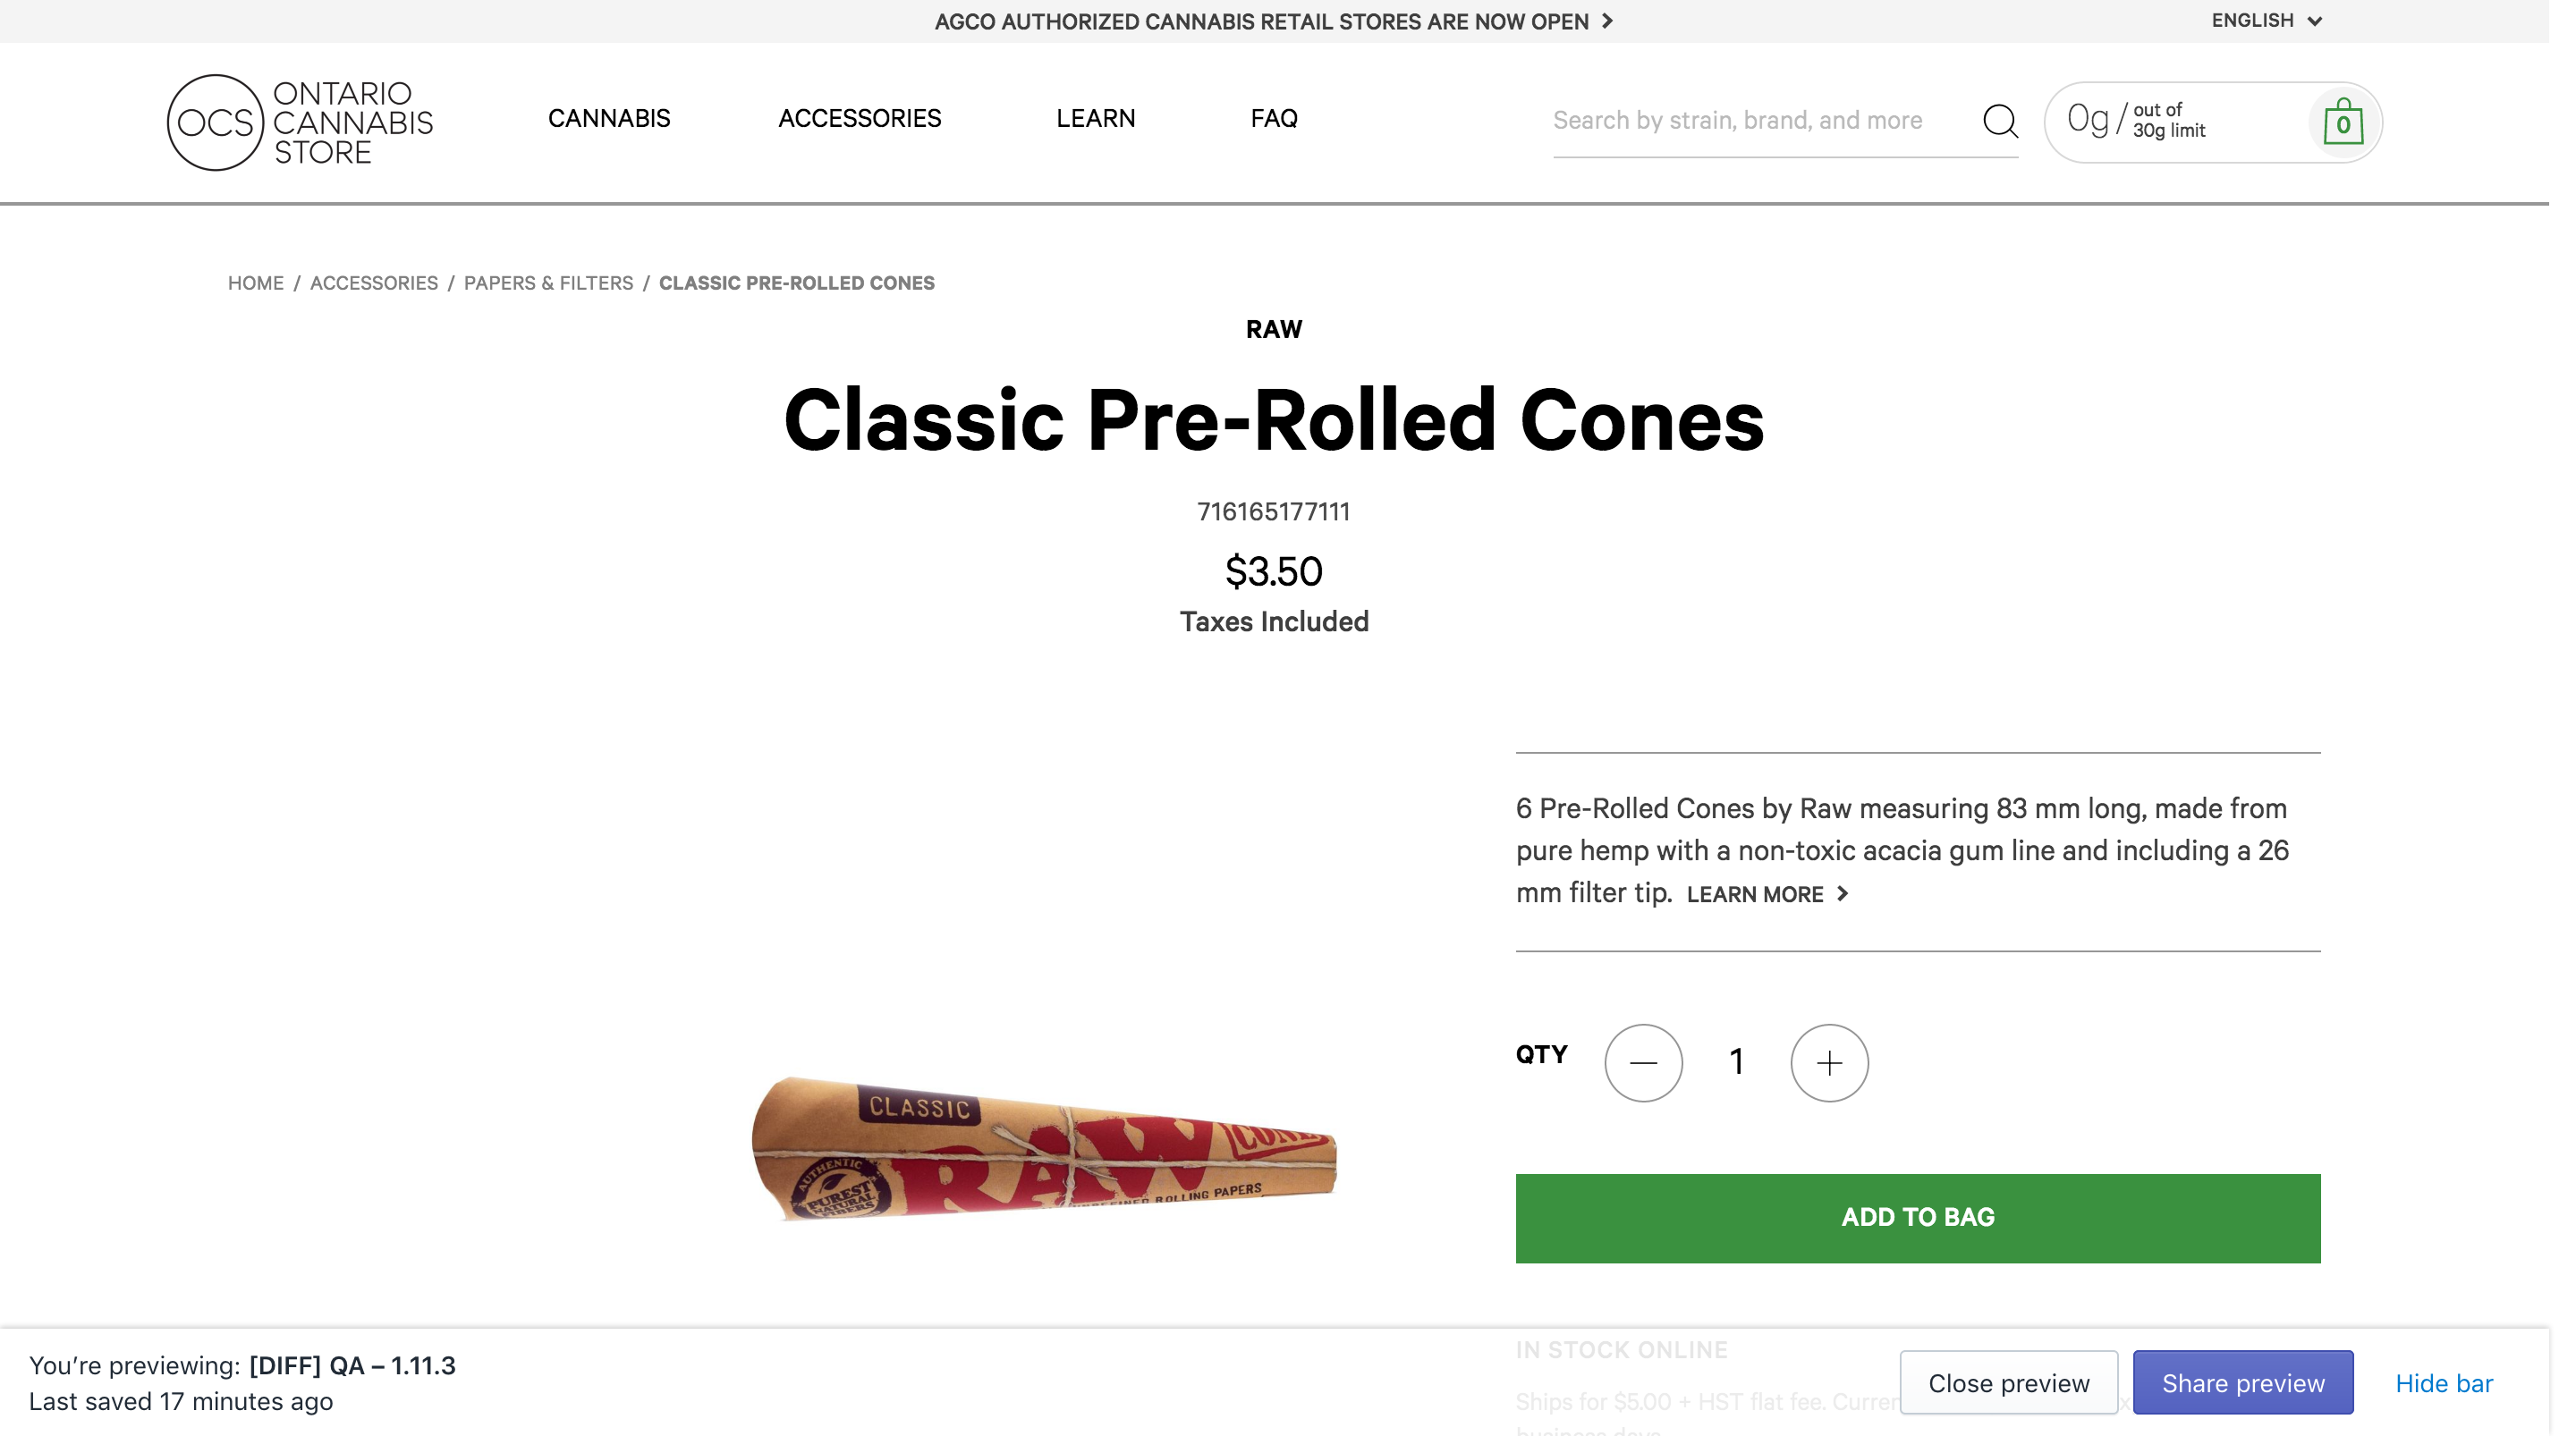 AGCO AUTHORIZED CANNABIS RETAIL STORES ARE NOW OPEN
ENGLISH
OCS
ONTARIO
CANNABIS
STORE
CANNABIS
ACCESSORIES
LEARN
FAQ
Search by strain, brand, and more
0g/ out of
30g limit
0
HOME / ACCESSORIES / PAPERS & FILTERS / CLASSIC PRE-ROLLED CONES
RAW
Classic Pre-Rolled Cones
716165177111
$3.50
Taxes Included
6 Pre-Rolled Cones by Raw measuring 83 mm long, made from
pure hemp with a non-toxic acacia gum line and including a 26
mm filter tip. LEARN MORE
QTY
1
CLASSIC
RAW
CONE
AUTHENTIC
PUREST
NATURAL
FIBERS
ROLLING PAPERS
ADD TO BAG
IN STOCK ONLINE
Ships for $5.00 + HST flat fee.
business days
You're previewing: [DIFF] QA – 1.11.3
Last saved 17 minutes ago
Close preview
Share preview
Hide bar